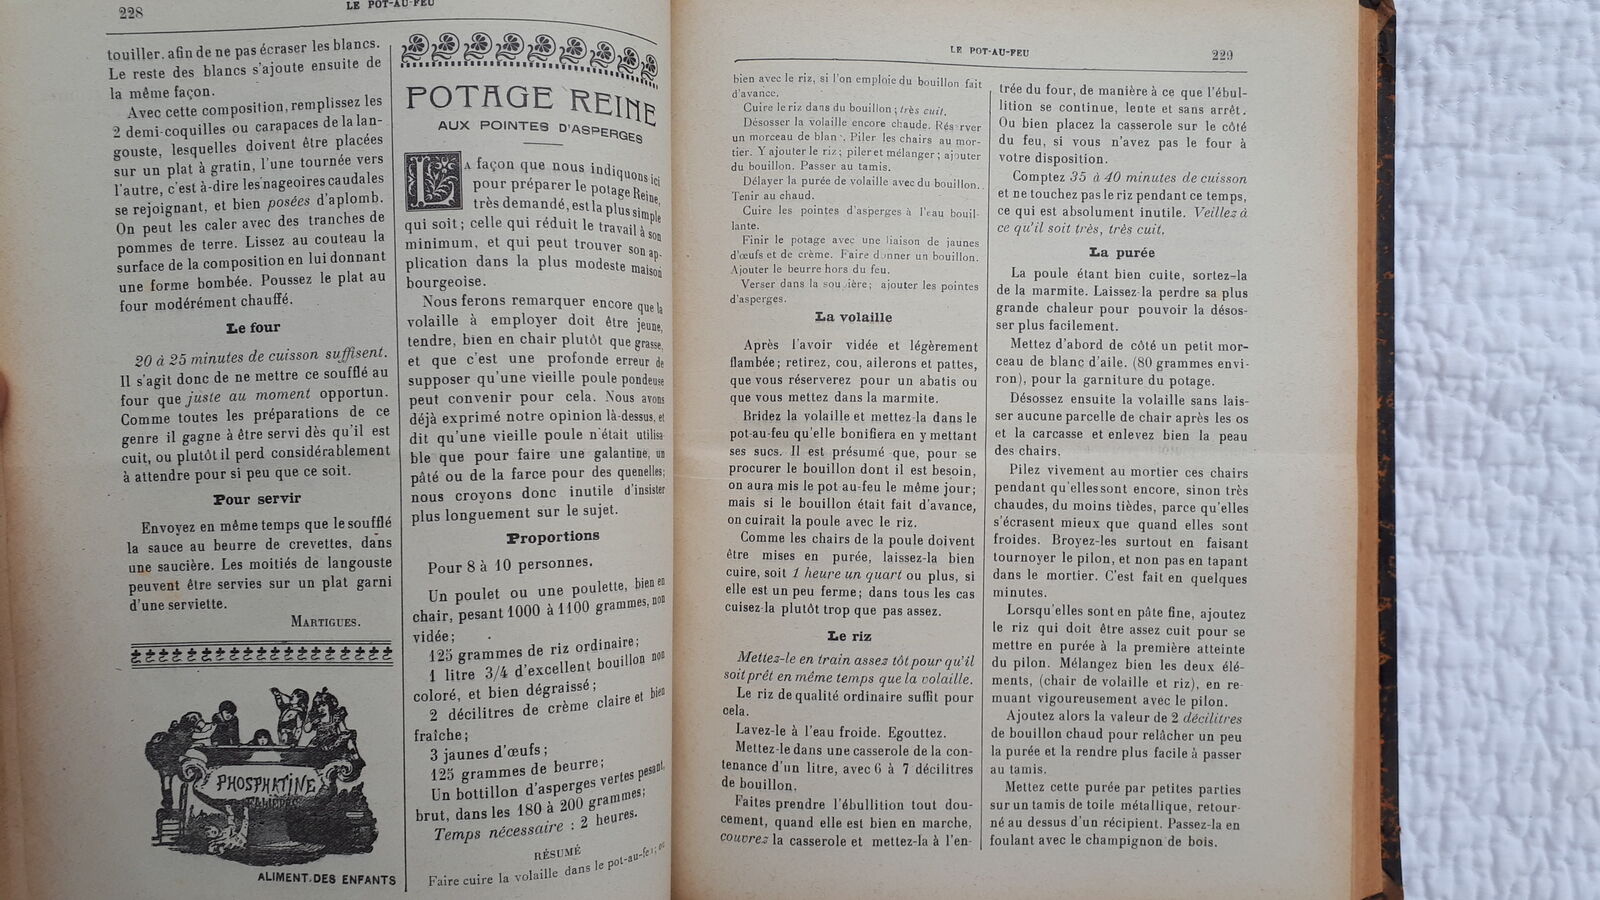 228
LE POT-AU-FEU
touiller. afin de ne pas écraser les blancs.
Le reste des blancs s'ajoute ensuite de
la même façon.
Avec cette composition, remplissez les
2 demi-coquilles ou carapaces de la lan-
gouste, lesquelles doivent être placées
sur un plat à gratin, l'une tournée vers
l'autre, c'est à-dire les nageoires caudales
se rejoignant, et bien posées d'aplomb.
On peut les caler avec des tranches de
pommes de terre. Lissez au couteau la
surface de la composition en lui donnant
une forme bombée. Poussez le plat au
four modérément chauffé.
Le four
20 à 25 minutes de cuisson suffisent.
Il s'agit donc de ne mettre ce soufflé au
four que juste au moment opportun.
Comme toutes les préparations de ce
genre il gagne à être servi dès qu'il est
cuit, ou plutôt il perd considérablement
à attendre pour si peu que ce soit.
Pour servir
Envoyez en même temps que le soufflé
la sauce au beurre de crevettes, dans
une saucière. Les moitiés de langouste
peuvent être servies sur un plat garni
d'une serviette.
MARTIGUES.
PHOSPHATINE
FALIÈRES
ALIMENT.DES ENFANTS
POTAGE REINE
AUX POINTES D'ASPERGES
LA façon que nous indiquons ici
pour préparer le potage Reine,
très demandé, est la plus simple
qui soit; celle qui réduit le travail à son
minimum, et qui peut trouver son ap-
plication dans la plus modeste maison
bourgeoise.
Nous ferons remarquer encore que la
volaille à employer doit être jeune,
tendre, bien en chair plutôt que grasse,
et que c'est une profonde erreur de
supposer qu'une vieille poule pondeuse
peut convenir pour cela. Nous avons
déjà exprimé notre opinion là-dessus, et
dit qu'une vieille poule n'était utilisa-
ble que pour faire une galantine, un
pâté ou de la farce pour des quenelles;
nous croyons donc inutile d'insister
plus longuement sur le sujet.
Proportions
Pour 8 à 10 personnes.
Un poulet ou une poulette, bien en
chair, pesant 1000 à 1100 grammes, non
vidée;
125 grammes de riz ordinaire;
1 litre 3/4 d'excellent bouillon non
coloré, et bien dégraissé;
2 décilitres de crème claire et bien
fraîche;
3 jaunes d'œufs;
125 grammes de beurre;
Un bottillon d'asperges vertes pesant,
brut, dans les 180 à 200 grammes;
Temps nécessaire : 2 heures.
RÉSUMÉ
Faire cuire la volaille dans le pot-au-feu; ou
LE POT-AU-FEU
229
bien avec le riz, si l'on emploie du bouillon fait
d'avance.
Cuire le riz dans du bouillon; très cuit.
Désosser la volaille encore chaude. Réserver
un morceau de blanc. Piler les chairs au mor-
tier. Y ajouter le riz; piler et mélanger; ajouter
du bouillon. Passer au tamis.
Délayer la purée de volaille avec du bouillon.
Tenir au chaud.
Cuire les pointes d'asperges à l'eau bouil-
lante.
Finir le potage avec une liaison de jaunes
d'œufs et de crème. Faire donner un bouillon.
Ajouter le beurre hors du feu.
Verser dans la soupière; ajouter les pointes
d'asperges.
La volaille
Après l'avoir vidée et légèrement
flambée; retirez, cou, ailerons et pattes,
que vous réserverez pour un abatis ou
que vous mettez dans la marmite.
Bridez la volaille et mettez-la dans le
pot-au-feu qu'elle bonifiera en y mettant
ses sucs. Il est présumé que, pour se
procurer le bouillon dont il est besoin,
on aura mis le pot au-feu le même jour;
mais si le bouillon était fait d'avance,
on cuirait la poule avec le riz.
Comme les chairs de la poule doivent
être mises en purée, laissez-la bien
cuire, soit 1 heure un quart ou plus, si
elle est un peu ferme; dans tous les cas
cuisez-la plutôt trop que pas assez.
Le riz
Mettez-le en train assez tôt pour qu'il
soit prêt en même temps que la volaille.
Le riz de qualité ordinaire suffit pour
cela.
Lavez-le à l'eau froide. Egouttez.
Mettez-le dans une casserole de la con-
tenance d'un litre, avec 6 à 7 décilitres
de bouillon.
Faites prendre l'ébullition tout dou-
cement, quand elle est bien en marche,
couvrez la casserole et mettez-la à l'en-
trée du four, de manière à ce que l'ébul-
lition se continue, lente et sans arrêt.
Ou bien placez la casserole sur le côté
du feu, si vous n'avez pas le four à
votre disposition.
Comptez 35 à 40 minutes de cuisson
et ne touchez pas le riz pendant ce temps,
ce qui est absolument inutile. Veillez à
ce qu'il soit très, très cuit.
La purée
La poule étant bien cuite, sortez-la
de la marmite. Laissez-la perdre sa plus
grande chaleur pour pouvoir la désos-
ser plus facilement.
Mettez d'abord de côté un petit mor-
ceau de blanc d'aile. (80 grammes envi-
ron), pour la garniture du potage.
Désossez ensuite la volaille sans lais-
ser aucune parcelle de chair après les os
et la carcasse et enlevez bien la peau
des chairs.
Pilez vivement au mortier ces chairs
pendant qu'elles sont encore, sinon très
chaudes, du moins tièdes, parce qu'elles
s'écrasent mieux que quand elles sont
froides. Broyez-les surtout en faisant
tournoyer le pilon, et non pas en tapant
dans le mortier. C'est fait en quelques
minutes.
Lorsqu'elles sont en pâte fine, ajoutez
le riz qui doit être assez cuit pour se
mettre en purée à la première atteinte
du pilon. Mélangez bien les deux élé-
ments, (chair de volaille et riz), en re-
muant vigoureusement avec le pilon.
Ajoutez alors la valeur de 2 décilitres
de bouillon chaud pour relâcher un peu
la purée et la rendre plus facile à passer
au tamis.
Mettez cette purée par petites parties
sur un tamis de toile métallique, retour-
né au dessus d'un récipient. Passez-la en
foulant avec le champignon de bois.